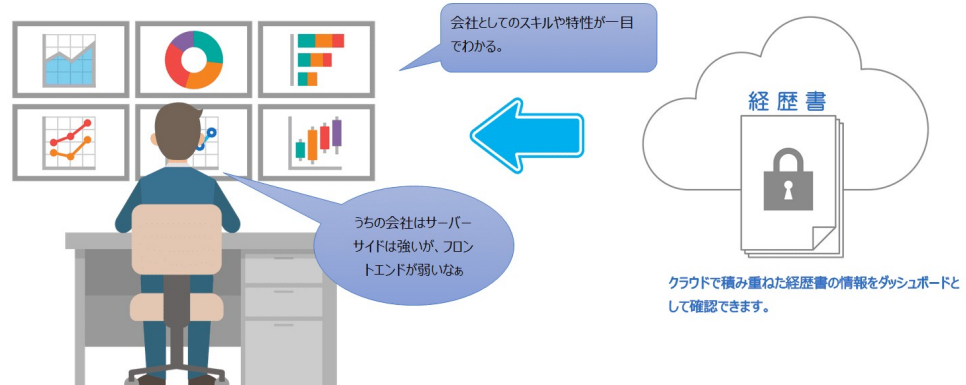 会社としてのスキルや特性が一目
でわかる。
経歴書
うちの会社はサーバー
サイドは強いが、フロン
トエンドが弱いなぁ
クラウドで積み重ねた経歴書の情報をダッシュボードと
して確認できます。